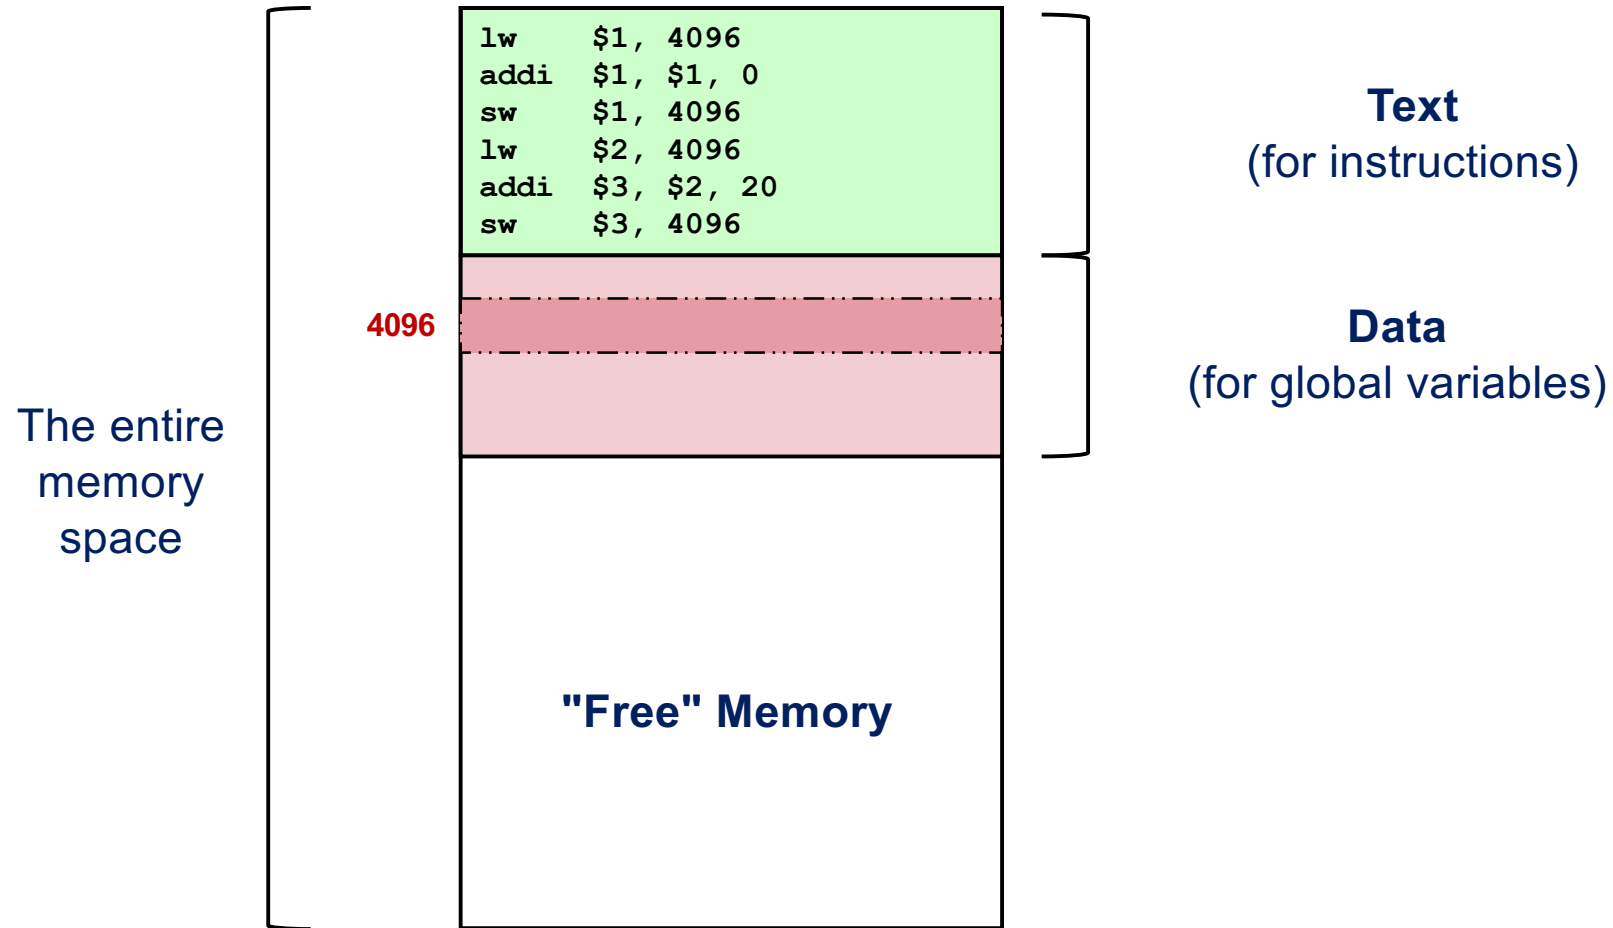 lw $1, 4096
addi $1, $1, 0
sw $1, 4096
lw $2, 4096
addi $3, $2, 20
sw $3, 4096
Text
(for instructions)
4096
Data
(for global variables)
The entire
memory
space
"Free" Memory